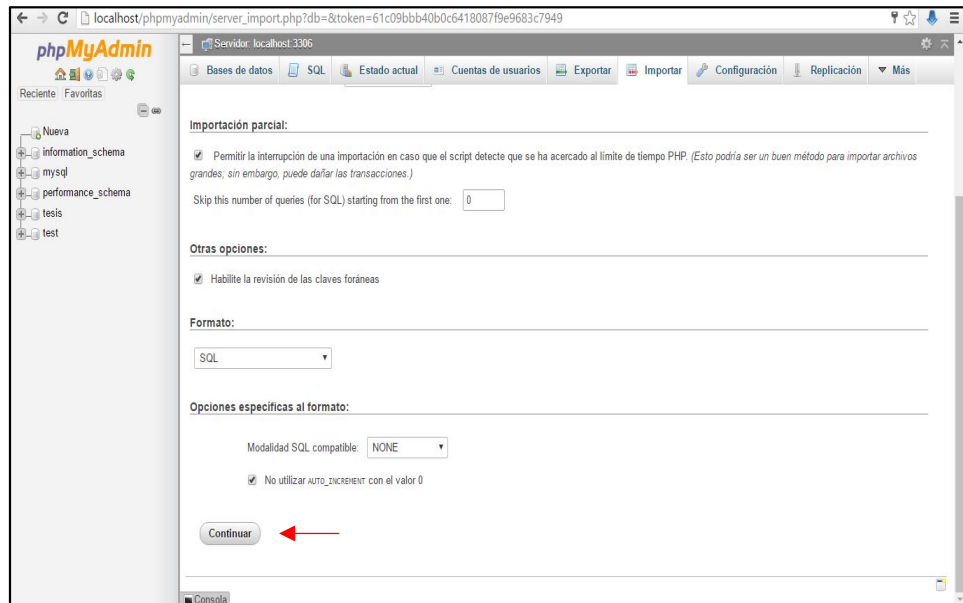 localhost/phpmyadmin/server_import.php?db=&token=61c09bbb40b0c6418087f9e9683c7949
phpMyAdmin
Reciente Favoritas
Nueva
information_schema
mysql
performance_schema
tesis
test
Servidor: localhost:3306
Bases de datos SQL Estado actual Cuentas de usuarios Exportar Importar Configuración Replicación Más
Importación parcial:
Permitir la interrupción de una importación en caso que el script detecte que se ha acercado al límite de tiempo PHP. (Esto podría ser un buen método para importar archivos
grandes; sin embargo, puede dañar las transacciones.)
Skip this number of queries (for SQL) starting from the first one: 0
Otras opciones:
Habilite la revisión de las claves foráneas
Formato:
SQL
Opciones específicas al formato:
Modalidad SQL compatible: NONE
No utilizar AUTO_INCREMENT con el valor 0
Continuar
Consola